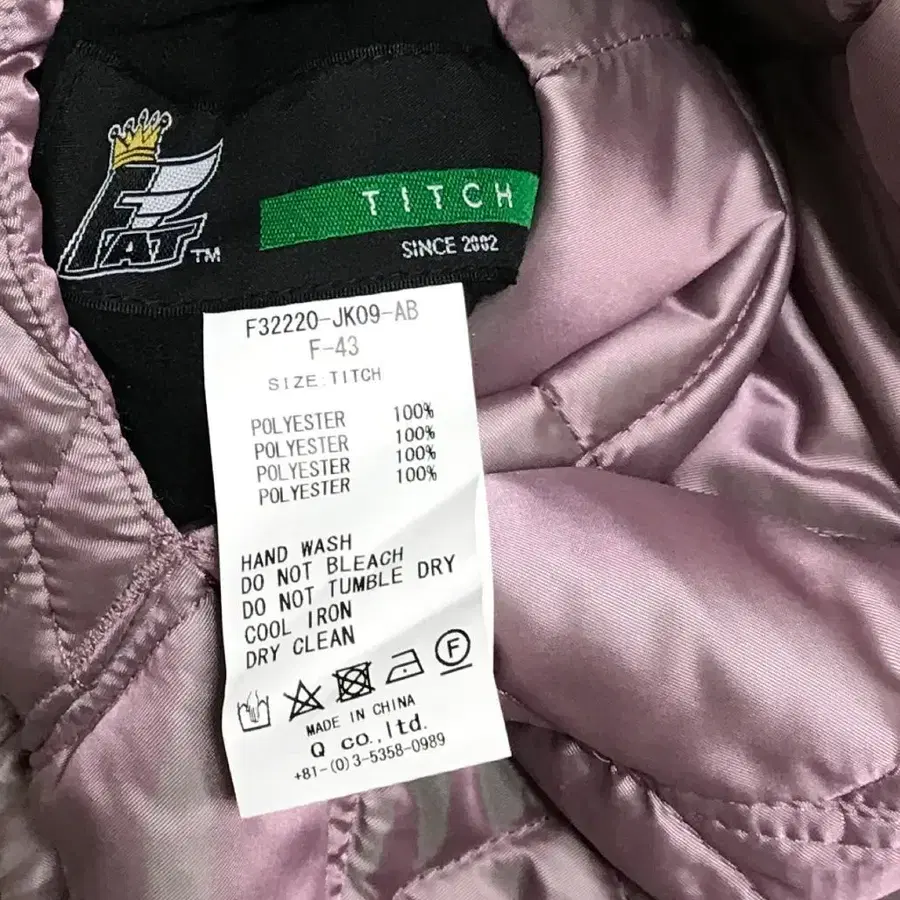 FAT
TM
TITCH
SINCE 2002
F32220-JK09-AB
F-43
SIZE:TITCH
POLYESTER 100%
POLYESTER 100%
POLYESTER 100%
POLYESTER 100%
HAND WASH
DO NOT BLEACH
DO NOT TUMBLE DRY
COOL IRON
DRY CLEAN
F
MADE IN CHINA
Q co.,ltd.
+81-(0)3-5358-0989